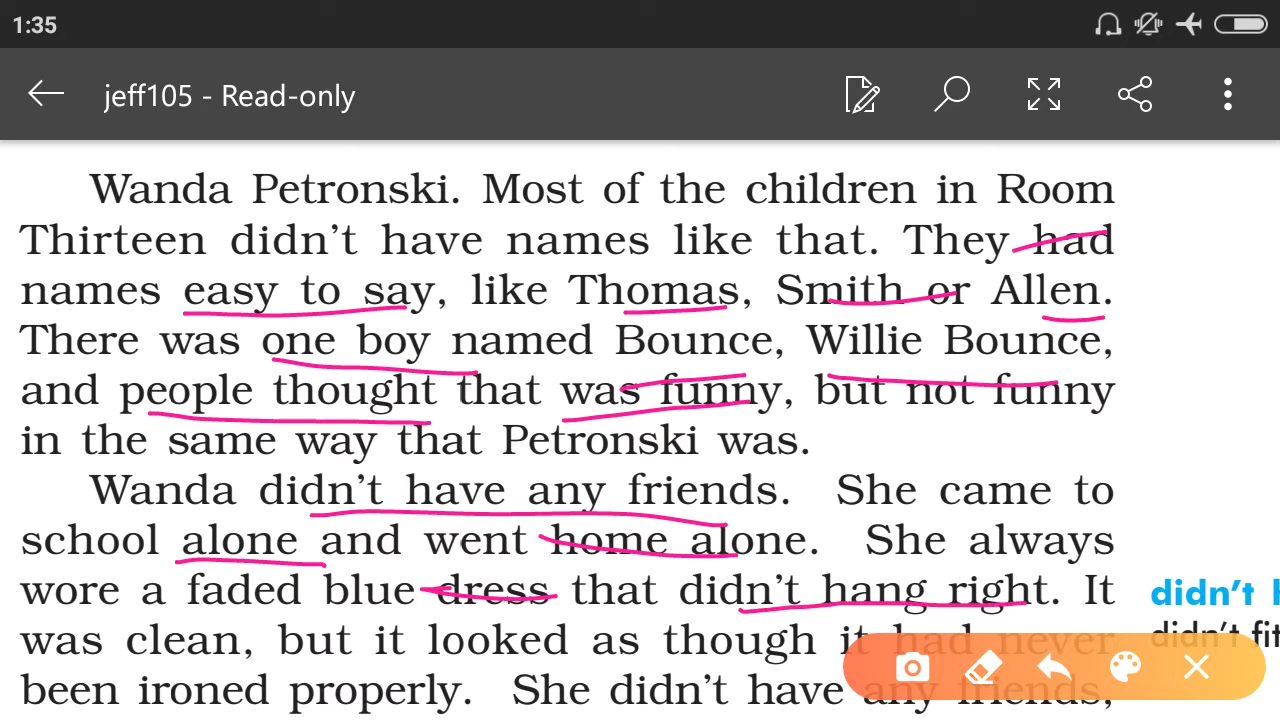 1:35
jeff105 - Read-only
Wanda Petronski. Most of the children in Room
Thirteen didn't have names like that. They had
names easy to say, like Thomas, Smith or Allen.
There was one boy named Bounce, Willie Bounce,
and people thought that was funny, but not funny
in the same way that Petronski was.
Wanda didn't have any friends. She came to
school alone and went home alone. She always
wore a faded blue dress that didn't hang right. It
was clean, but it looked as though it had never
been ironed properly. She didn't have any friends,
didn't
didn't fit